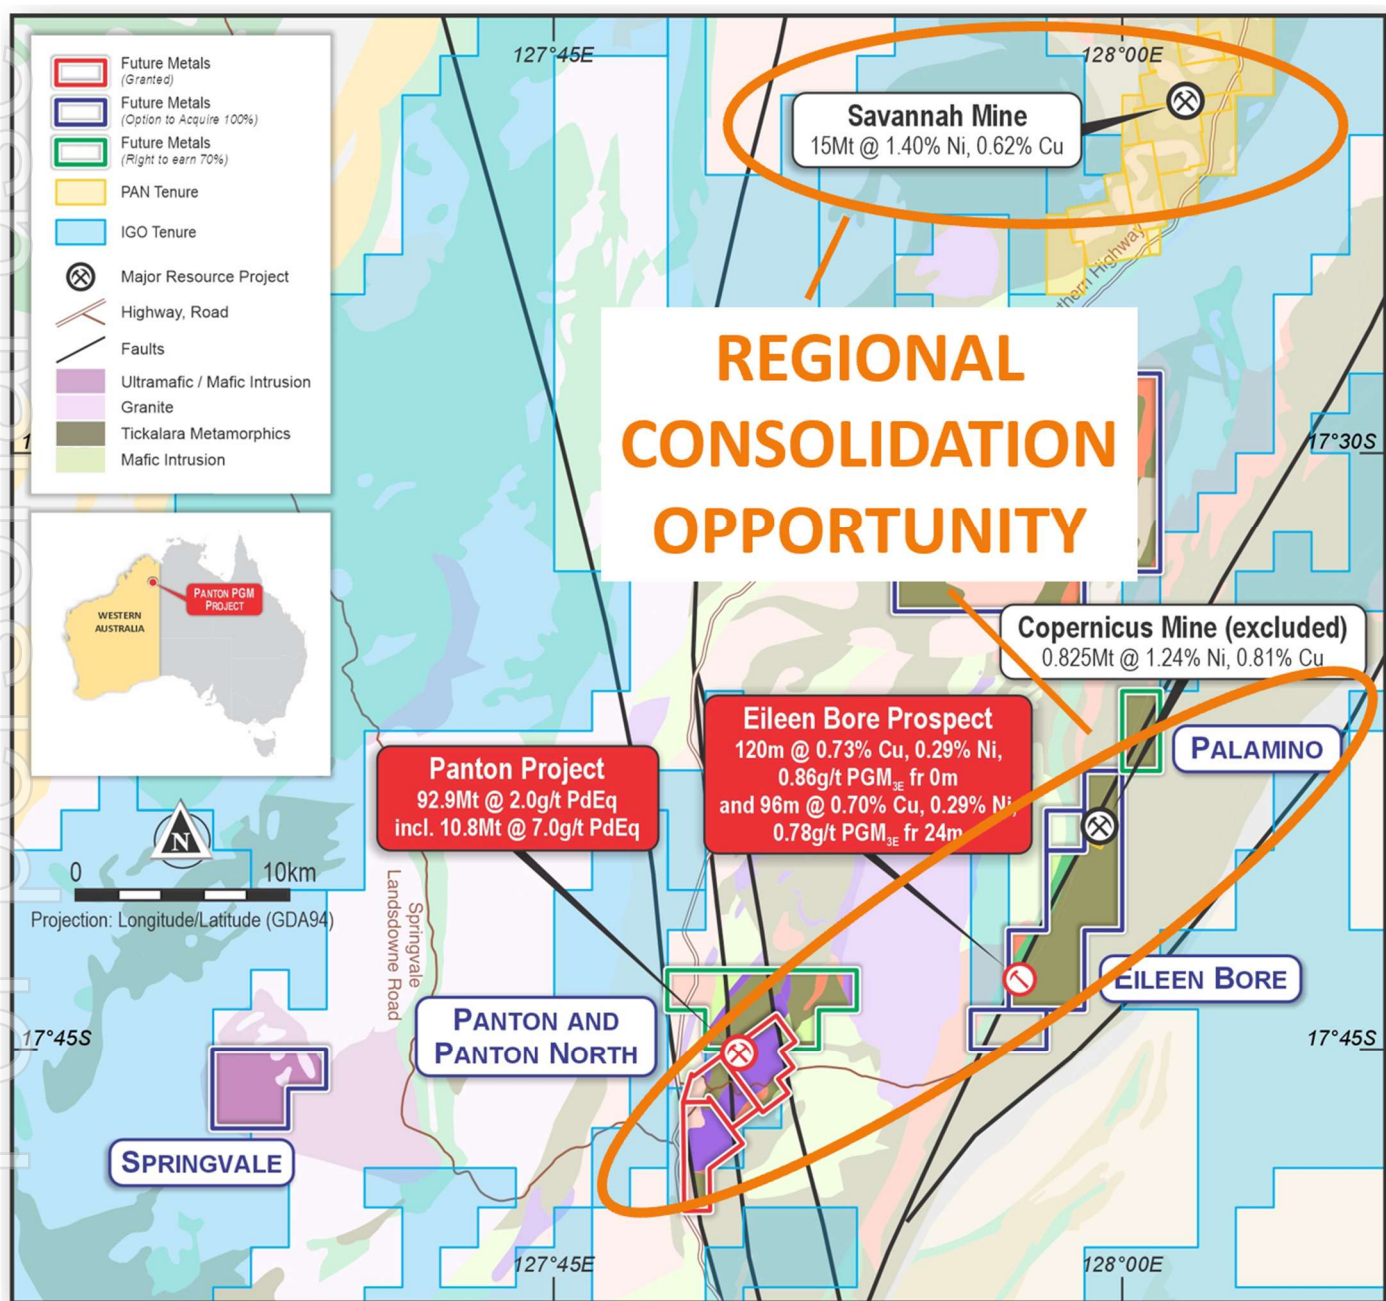 Future Metals
(Granted)
Future Metals
(Option to Acquire 100%)
Future Metals
(Right to earn 70%)
PAN Tenure
IGO Tenure
Major Resource Project
Highway, Road
Faults
Ultramafic / Mafic Intrusion
Granite
Tickalara Metamorphics
Mafic Intrusion
127°45E
128°00E
Savannah Mine
15Mt @ 1.40% Ni, 0.62% Cu
thern Highway
REGIONAL
CONSOLIDATION
OPPORTUNITY
1
17°30S
WESTERN
AUSTRALIA
PANTON PGM
PROJECT
Copernicus Mine (excluded)
0.825Mt @ 1.24% Ni, 0.81% Cu
Eileen Bore Prospect
120m @ 0.73% Cu, 0.29% Ni,
0.86g/t PGM3E fr 0m
and 96m @ 0.70% Cu, 0.29% Ni,
0.78g/t PGM3E fr 24m
PALAMINO
Panton Project
92.9Mt @ 2.0g/t PdEq
incl. 10.8Mt @ 7.0g/t PdEq
N
0 10km
Projection: Longitude/Latitude (GDA94)
Springvale
Landsdowne Road
EILEEN BORE
PANTON AND
PANTON NORTH
17°45S
17°45S
SPRINGVALE
127°45E
128°00E